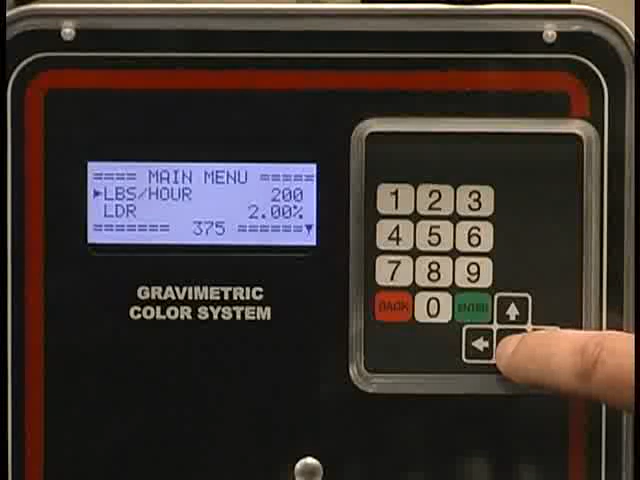 ==== MAIN MENU =====
►LBS/HOUR 200
LDR 2.00%
======= 375 ======▼
GRAVIMETRIC
COLOR SYSTEM
1 2 3
4 5 6
7 8 9
BACK 0 ENTER